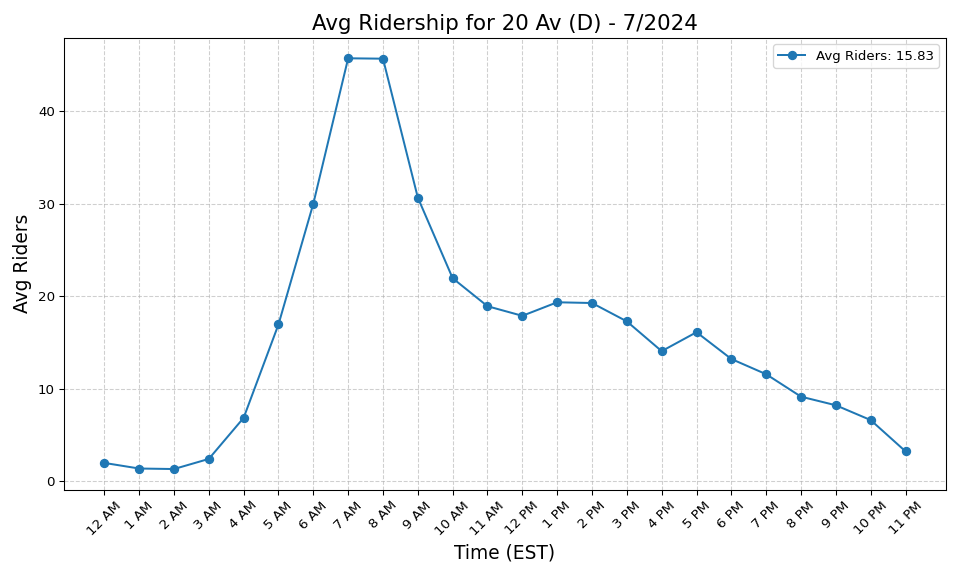 Avg Ridership for 20 Av (D) - 7/2024
Avg Riders: 15.83
Avg Riders
40
30
20
10
0
12 AM
1 AM
2 AM
3 AM
4 AM
5 AM
6 AM
7 AM
8 AM
9 AM
10 AM
11 AM
12 PM
1 PM
2 PM
3 PM
4 PM
5 PM
6 PM
7 PM
8 PM
9 PM
10 PM
11 PM
Time (EST)